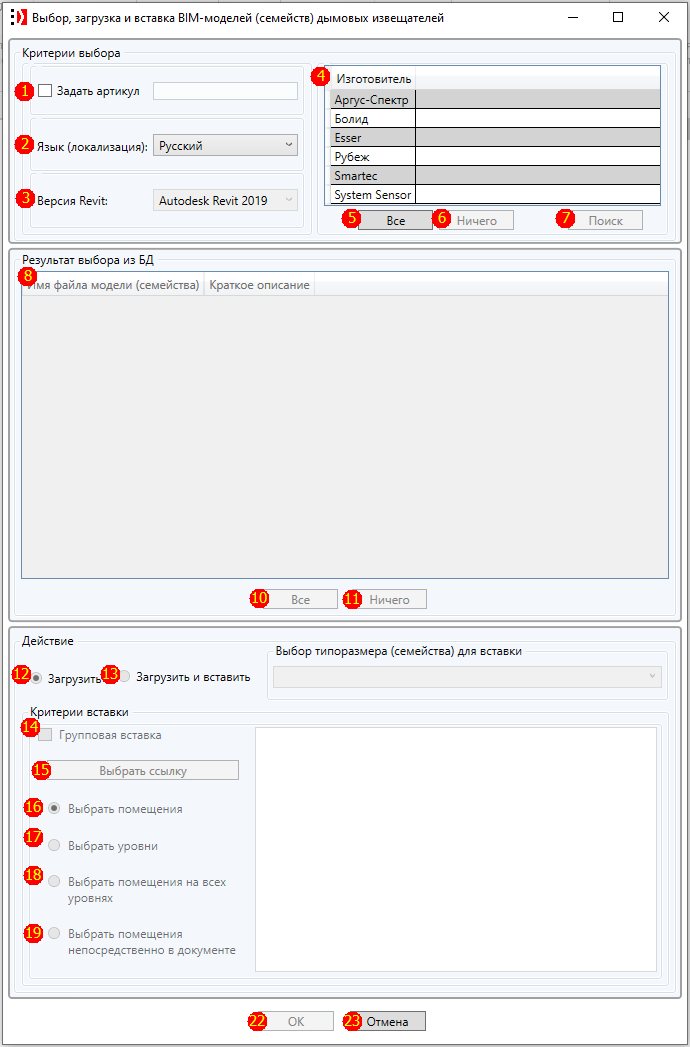 Выбор, загрузка и вставка BIM-моделей (семейств) дымовых извещателей
Критерии выбора
1 Задать артикул
2 Язык (локализация): Русский
3 Версия Revit: Autodesk Revit 2019
4 Изготовитель
Аргус-Спектр
Болид
Esser
Рубеж
Smartec
System Sensor
5 Все 6 Ничего 7 Поиск
Результат выбора из БД
8 Имя файла модели (семейства) Краткое описание
10 Все 11 Ничего
Действие
12 Загрузить 13 Загрузить и вставить
Выбор типоразмера (семейства) для вставки
Критерии вставки
14 Групповая вставка
15 Выбрать ссылку
16 Выбрать помещения
17 Выбрать уровни
18 Выбрать помещения на всех
уровнях
19 Выбрать помещения
непосредственно в документе
22 ОК 23 Отмена